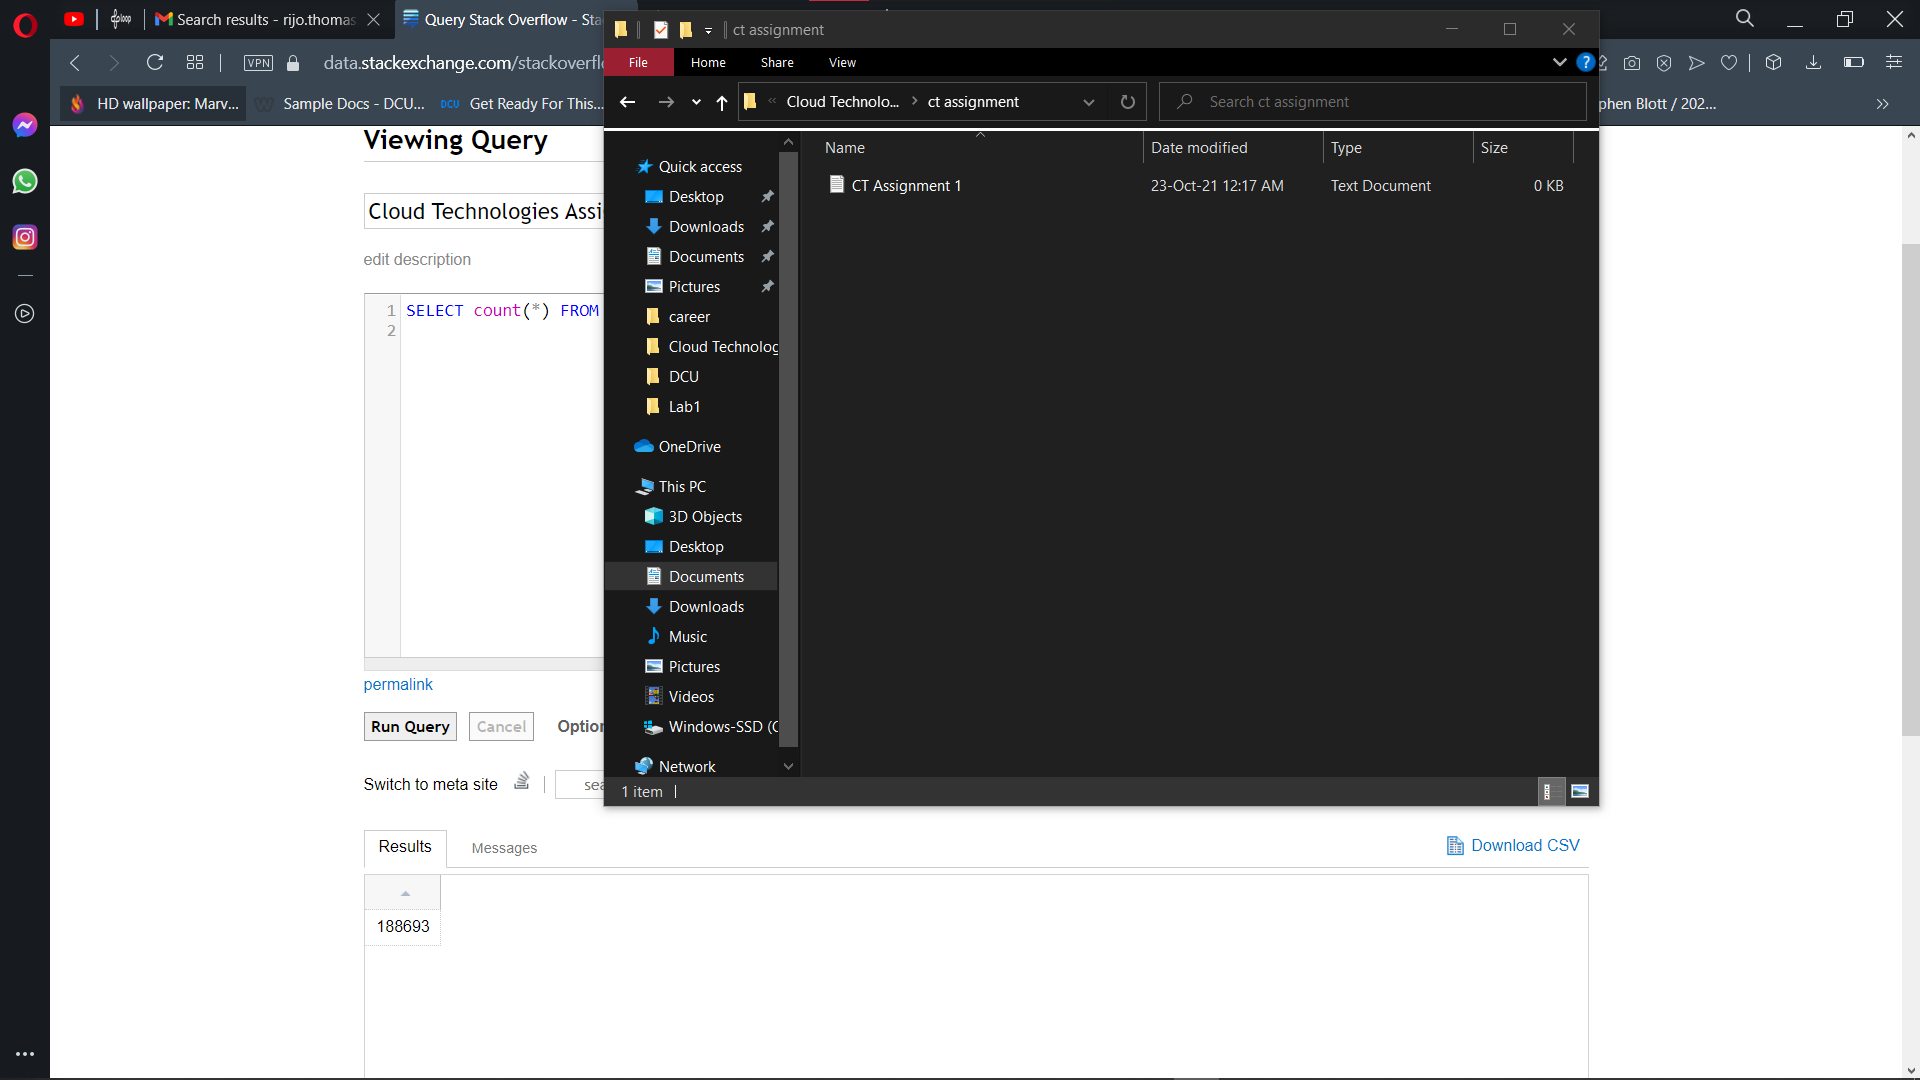 Search results - rijo.thomas
Query Stack Overflow - Sta
ct assignment
VPN
data.stackexchange.com/stackoverfl
File
Home
Share
View
?
HD wallpaper: Marv...
Sample Docs - DCU...
DCU
Get Ready For This...
phen Blott / 202...
Cloud Technolo...
ct assignment
Search ct assignment
Viewing Query
Cloud Technologies Assi
edit description
1 SELECT count(*) FROM
2
permalink
Run Query
Cancel
Option
Switch to meta site
sea
Quick access
Desktop
Downloads
Documents
Pictures
career
Cloud Technolog
DCU
Lab1
OneDrive
This PC
3D Objects
Desktop
Documents
Downloads
Music
Pictures
Videos
Windows-SSD (C
Network
Name
Date modified
Type
Size
CT Assignment 1
23-Oct-21 12:17 AM
Text Document
0 KB
1 item
Results
Messages
Download CSV
188693